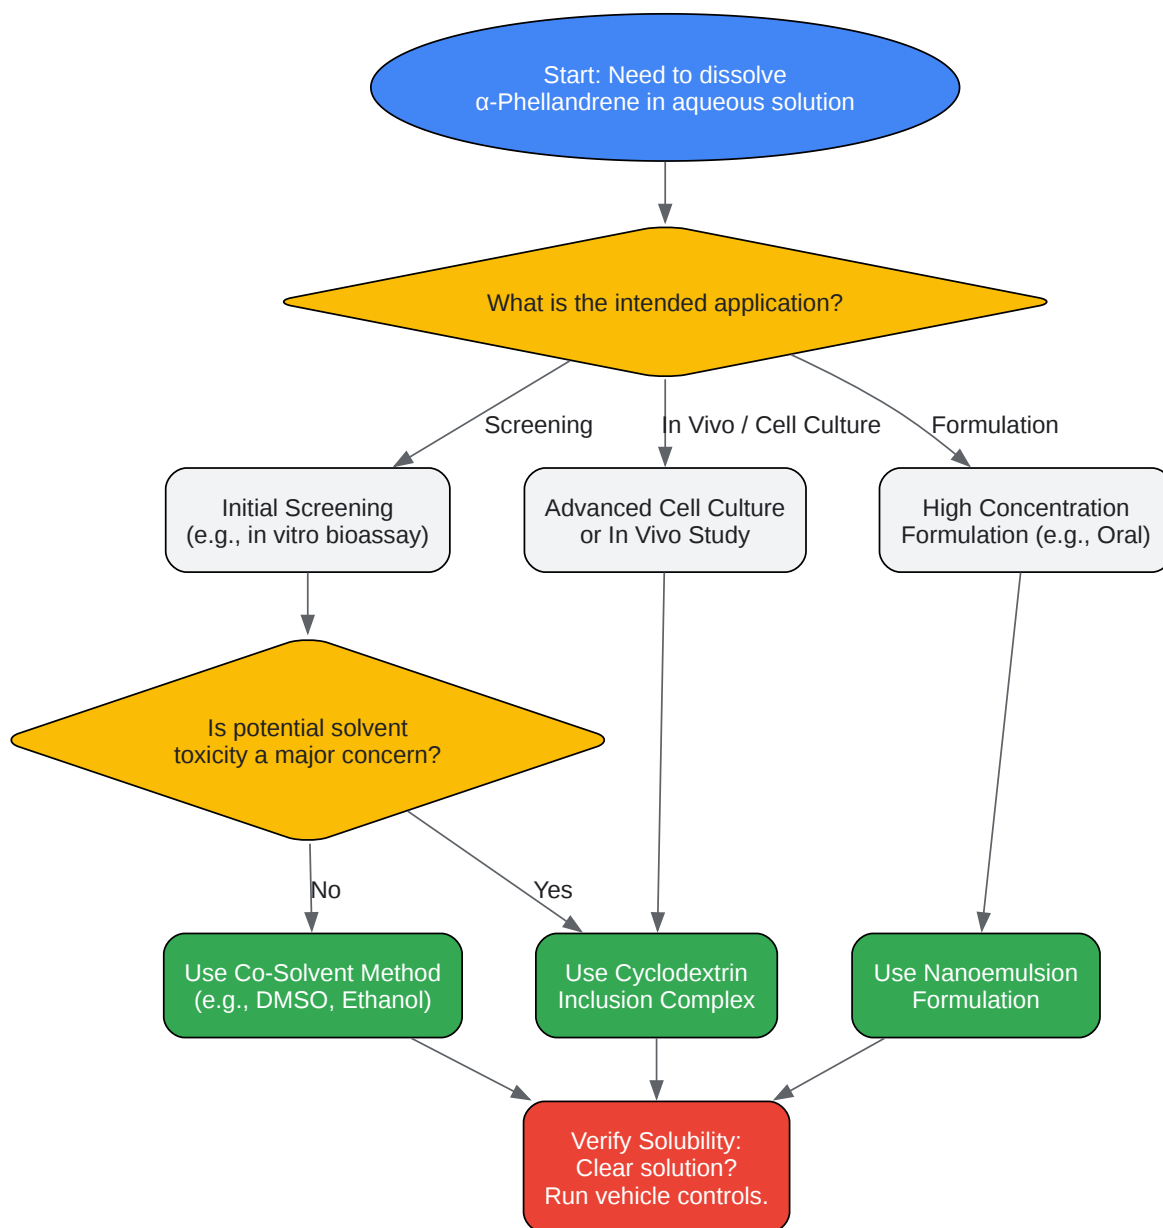 Start: Need to dissolve
α-Phellandrene in aqueous solution
What is the intended application?
Screening
In Vivo / Cell Culture
Formulation
Initial Screening
(e.g., in vitro bioassay)
Advanced Cell Culture
or In Vivo Study
High Concentration
Formulation (e.g., Oral)
Is potential solvent
toxicity a major concern?
No
Yes
Use Co-Solvent Method
(e.g., DMSO, Ethanol)
Use Cyclodextrin
Inclusion Complex
Use Nanoemulsion
Formulation
Verify Solubility:
Clear solution?
Run vehicle controls.